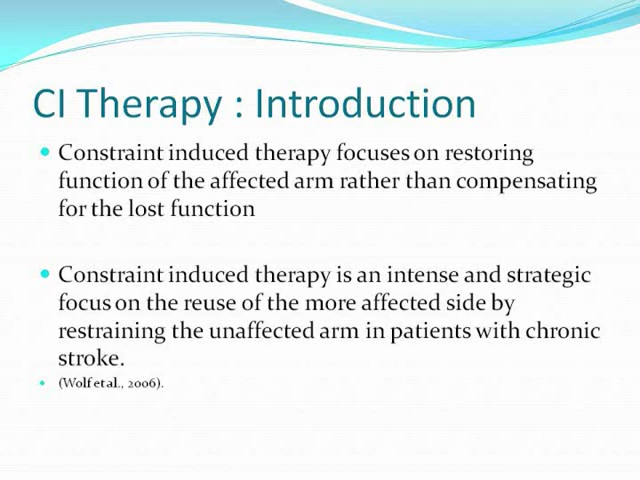 CI Therapy : Introduction
• Constraint induced therapy focuses on restoring
function of the affected arm rather than compensating
for the lost function
• Constraint induced therapy is an intense and strategic
focus on the reuse of the more affected side by
restraining the unaffected arm in patients with chronic
stroke.
• (Wolf et al., 2006).